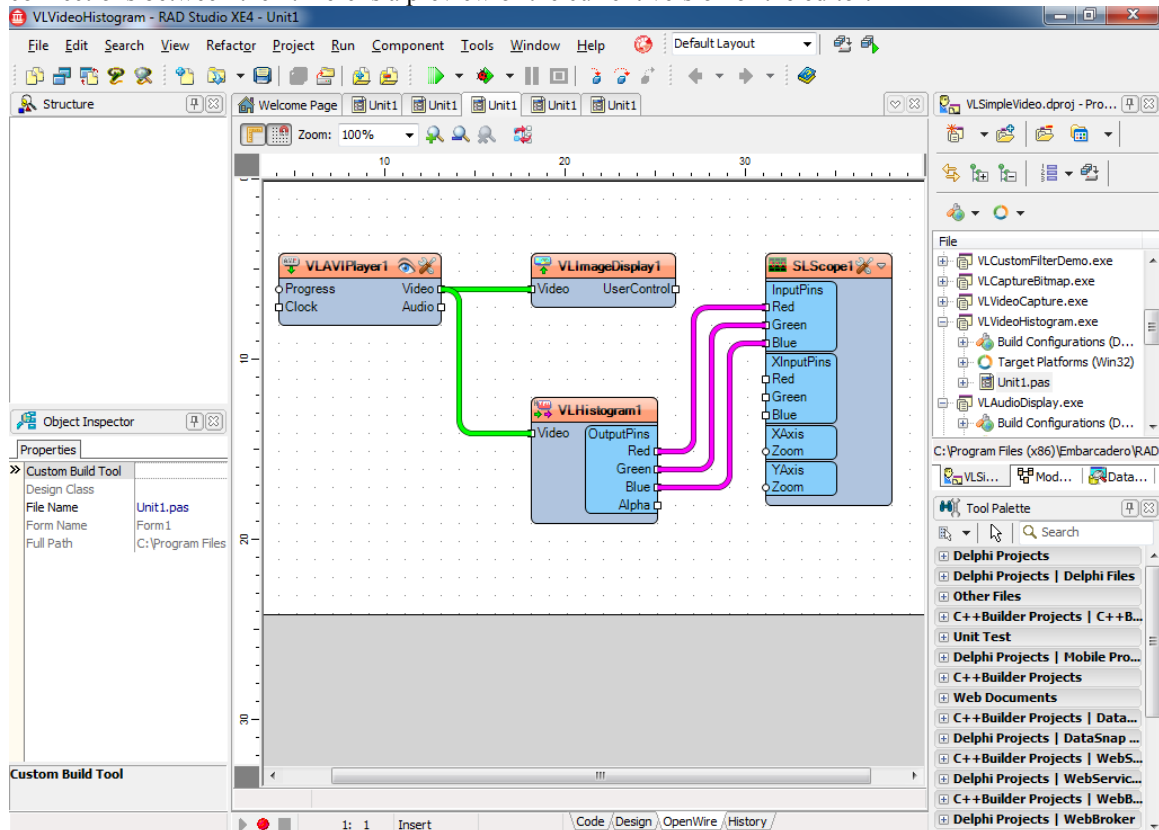 VLVideoHistogram - RAD Studio XE4 - Unit1
File Edit Search View Refactor Project Run Component Tools Window Help Default Layout
Structure
Welcome Page Unit1 Unit1 Unit1 Unit1 Unit1
VLSimpleVideo.dproj - Pro...
Zoom: 100%
10 20 30
VLAVIPlayer1
Progress Video
Clock Audio
VLImageDisplay1
Video UserControl
SLScope1
InputPins
Red
Green
Blue
XInputPins
Red
Green
Blue
XAxis
Zoom
YAxis
Zoom
VLHistogram1
Video OutputPins
Red
Green
Blue
Alpha
10
20
30
File
VLCustomFilterDemo.exe
VLCaptureBitmap.exe
VLVideoCapture.exe
VLVideoHistogram.exe
Build Configurations (D...
Target Platforms (Win32)
Unit1.pas
VLAudioDisplay.exe
Build Configurations (D...
C:\Program Files (x86)\Embarcadero\RAD
VLSi... Mod... Data...
Object Inspector
Properties
Custom Build Tool
Design Class
File Name Unit1.pas
Form Name Form1
Full Path C:\Program Files
Custom Build Tool
Tool Palette
Search
Delphi Projects
Delphi Projects | Delphi Files
Other Files
C++Builder Projects | C++B...
Unit Test
Delphi Projects | Mobile Pro...
C++Builder Projects
Web Documents
C++Builder Projects | Data...
Delphi Projects | DataSnap ...
C++Builder Projects | WebS...
Delphi Projects | WebServic...
C++Builder Projects | WebB...
Delphi Projects | WebBroker
1: 1 Insert
Code Design OpenWire History